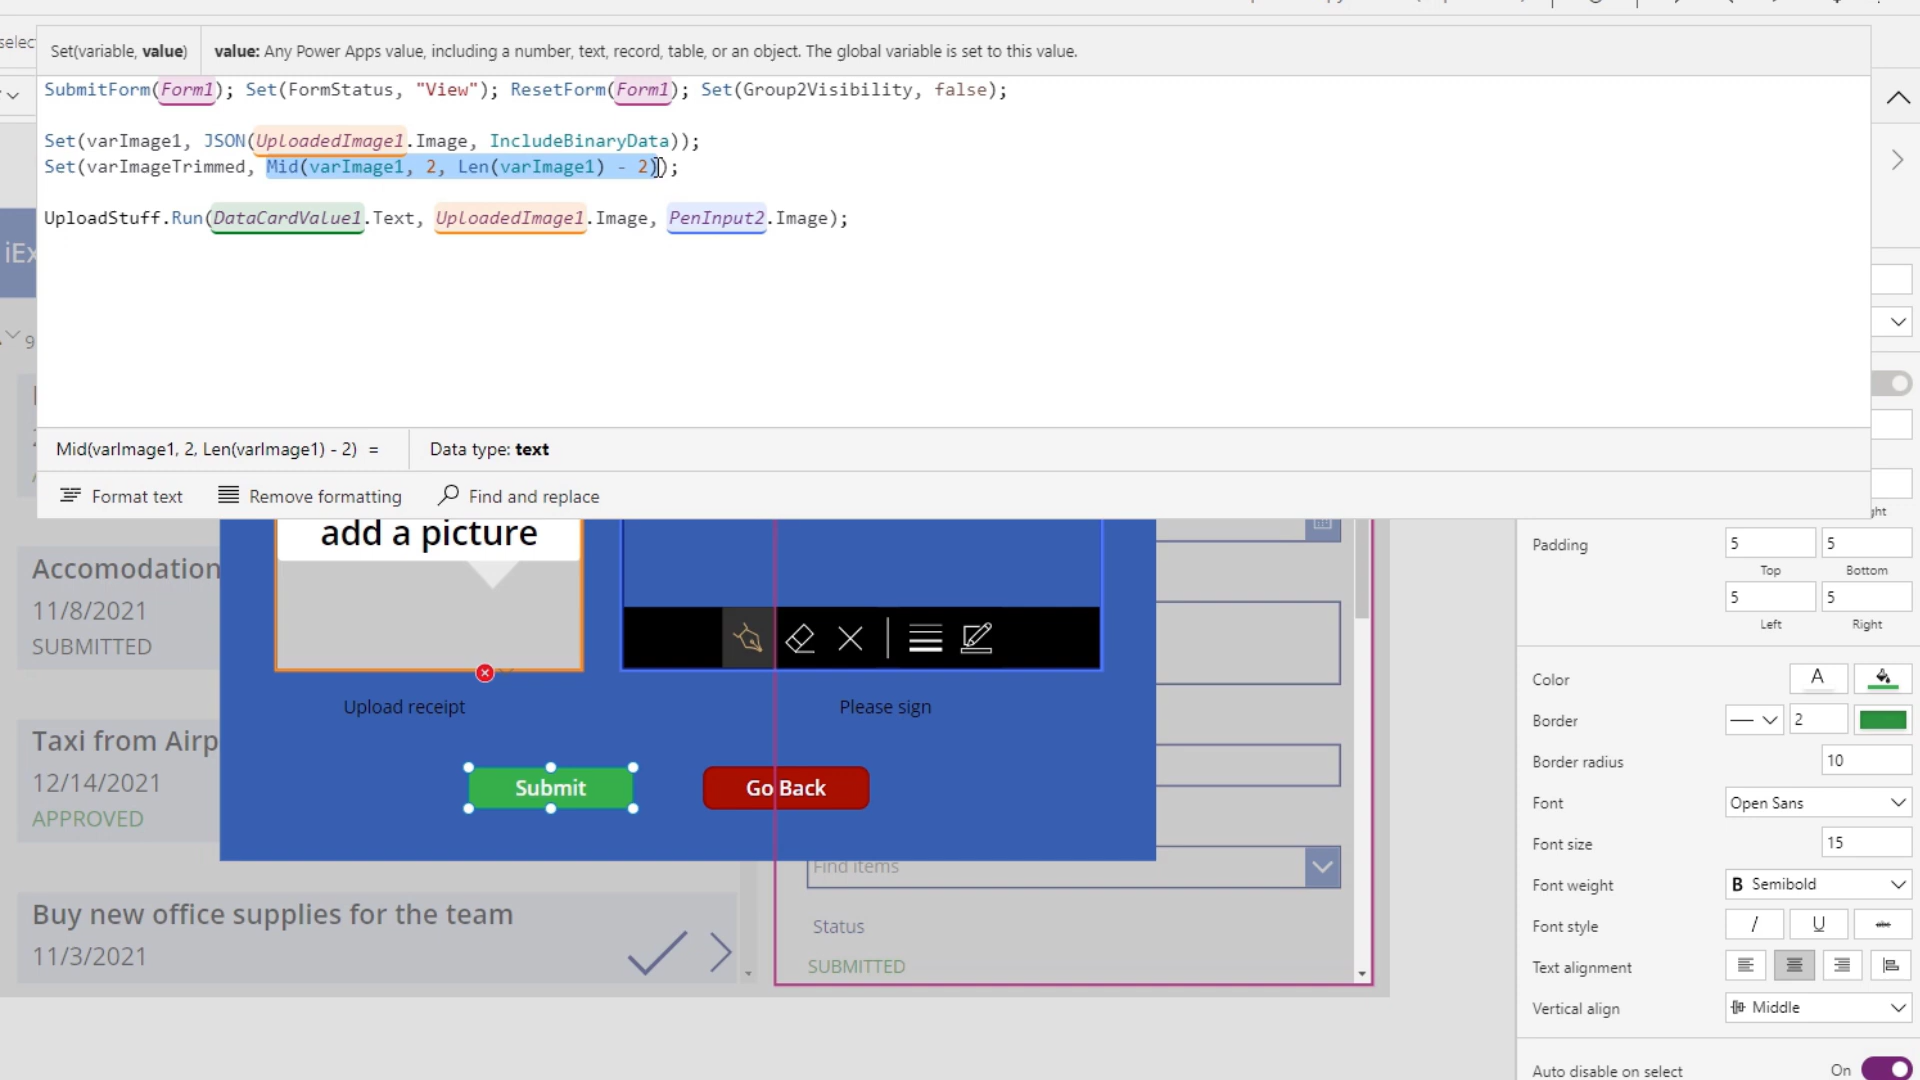 selec
Set(variable, value) value: Any Power Apps value, including a number, text, record, table, or an object. The global variable is set to this value.
SubmitForm(Form1); Set(FormStatus, "View"); ResetForm(Form1); Set(Group2Visibility, false);
Set(varImage1, JSON(UploadedImage1.Image, IncludeBinaryData));
Set(varImageTrimmed, Mid(varImage1, 2, Len(varImage1) - 2));
UploadStuff.Run(DataCardValue1.Text, UploadedImage1.Image, PenInput2.Image);
iEx
9
Mid(varImage1, 2, Len(varImage1) - 2) = Data type: text
Format text Remove formatting Find and replace
ght
add a picture
Accomodation
11/8/2021
SUBMITTED
Upload receipt Please sign
Taxi from Airp
12/14/2021
APPROVED
Submit Go Back
Find items
Buy new office supplies for the team
11/3/2021
Status
SUBMITTED
Padding 5 5
Top Bottom
5 5
Left Right
Color A
Border 2
Border radius 10
Font Open Sans
Font size 15
Font weight B Semibold
Font style / U abc
Text alignment
Vertical align Middle
Auto disable on select On